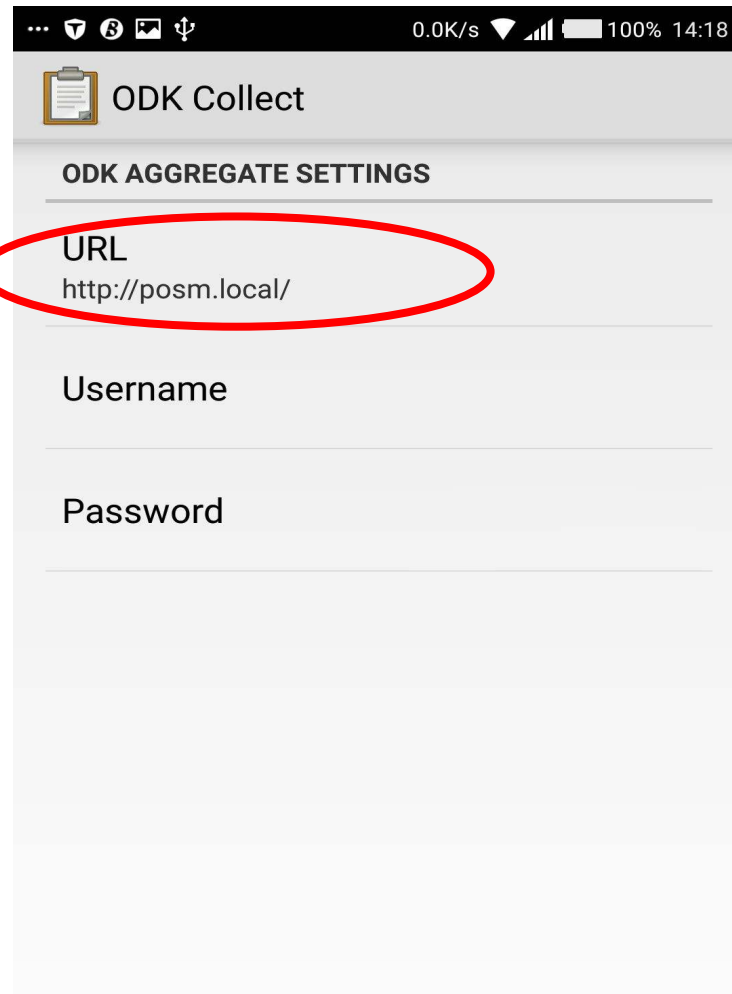 0.0K/s 100% 14:18
ODK Collect
ODK AGGREGATE SETTINGS
URL
http://posm.local/
Username
Password